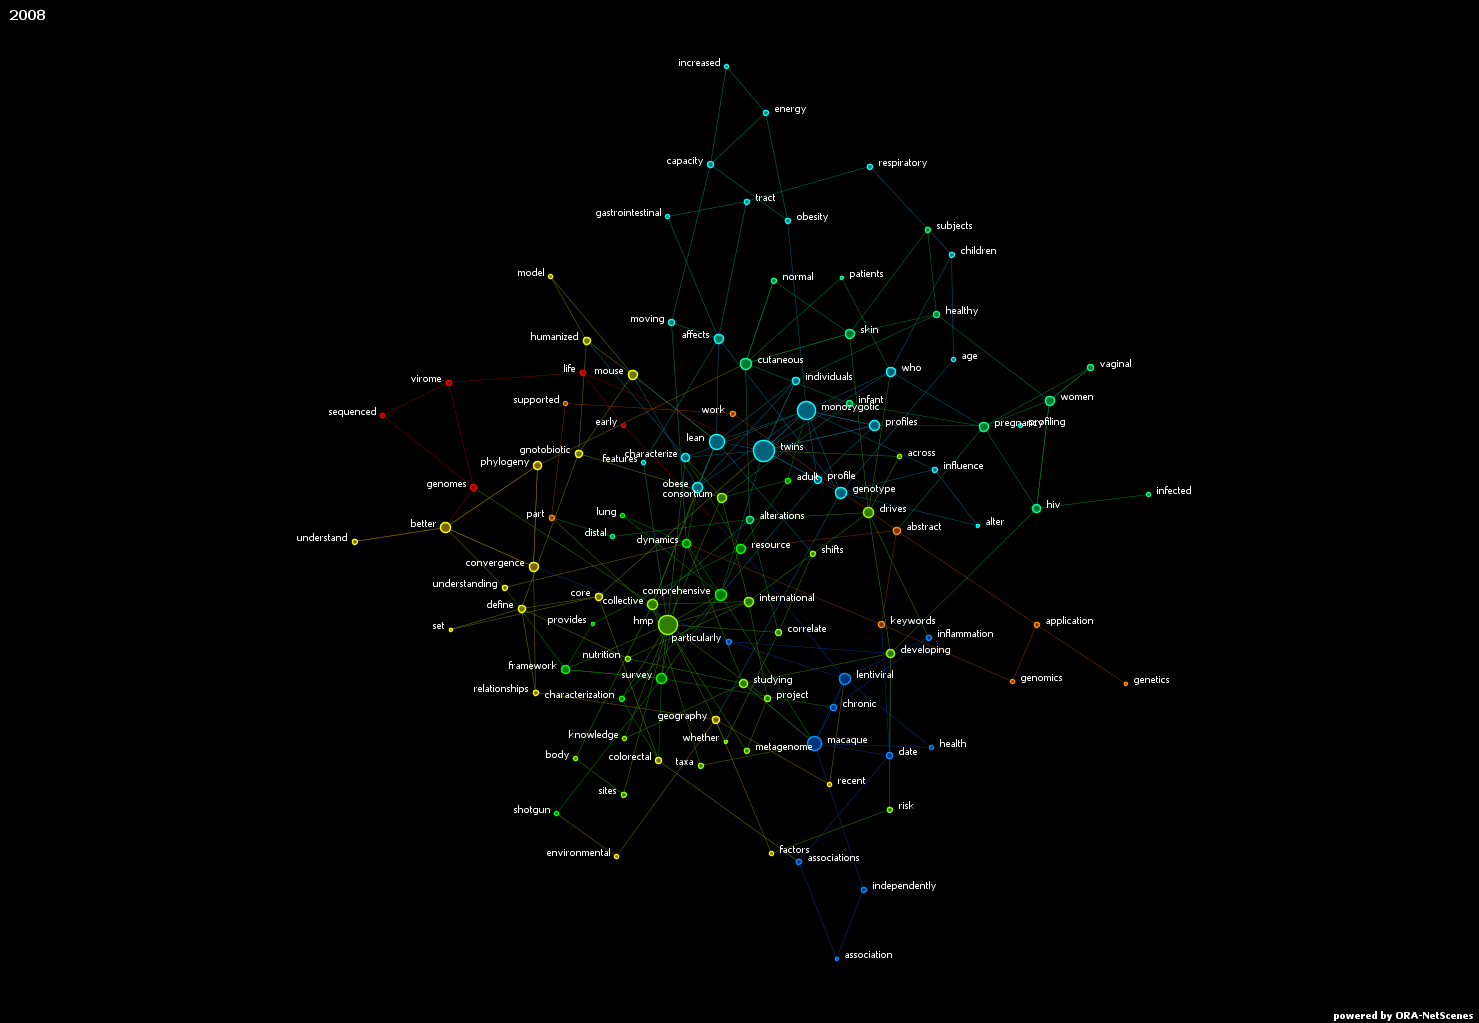 2008
increased
energy
capacity
respiratory
tract
gastrointestinal
obesity
subjects
children
model
normal
patients
healthy
moving
skin
affects
humanized
age
cutaneous
vaginal
life
mouse
who
virome
individuals
women
supported
infant
monozygotic
sequenced
work
early
profiles
pregnancy
profiling
lean
twins
gnotobiotic
characterize
across
phylogeny
features
influence
genomes
obese
adult
profile
genotype
infected
consortium
hiv
lung
drives
part
alterations
better
abstract
alter
distal
understand
dynamics
resource
shifts
convergence
understanding
core
comprehensive
define
collective
international
provides
hmp
keywords
application
set
particularly
correlate
inflammation
nutrition
developing
framework
survey
studying
lentiviral
genomics
genetics
relationships
characterization
project
chronic
geography
knowledge
whether
macaque
health
body
colorectal
metagenome
date
taxa
recent
sites
shotgun
risk
environmental
factors
associations
independently
association
powered by ORA-NetScenes